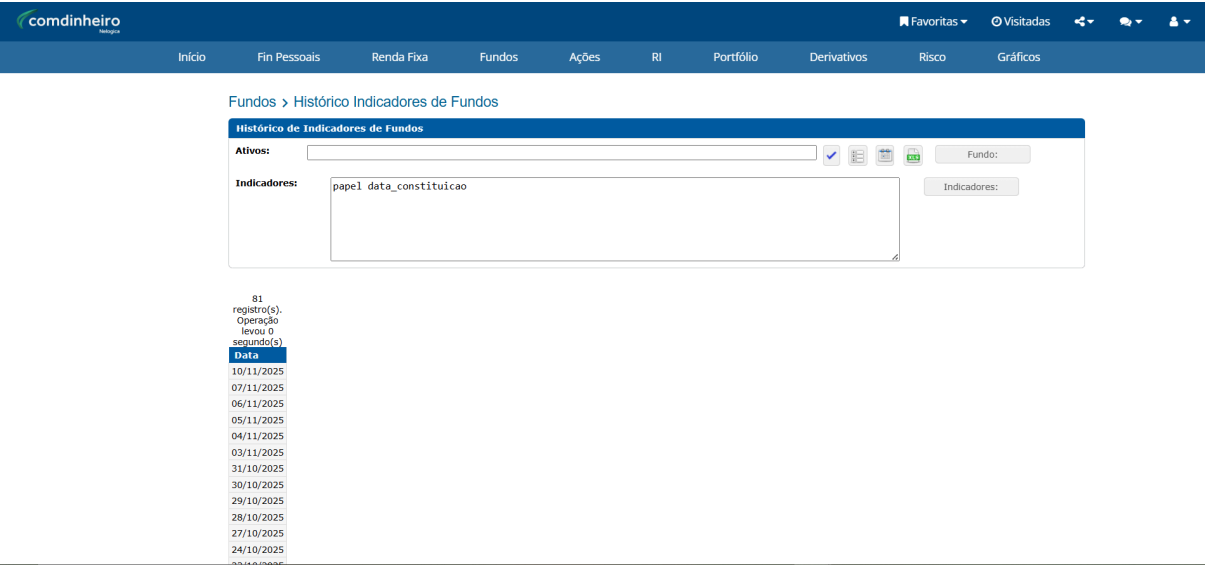 comdinheiro
Nelogica
Favoritas
Visitadas
Início Fin Pessoais Renda Fixa Fundos Ações RI Portfólio Derivativos Risco Gráficos
Fundos > Histórico Indicadores de Fundos
Histórico de Indicadores de Fundos
Ativos:
Fundo:
Indicadores:
papel data_constituicao
Indicadores:
81
registro(s).
Operação
levou 0
segundo(s)
Data
10/11/2025
07/11/2025
06/11/2025
05/11/2025
04/11/2025
03/11/2025
31/10/2025
30/10/2025
29/10/2025
28/10/2025
27/10/2025
24/10/2025